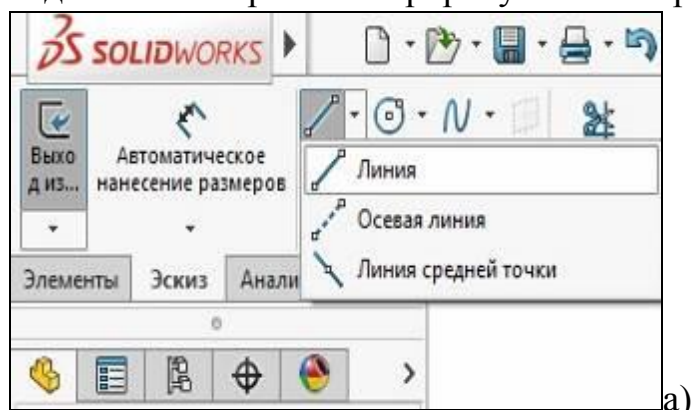 SOLIDWORKS
Выхо
д из...
Автоматическое
нанесение размеров
Линия
Осевая линия
Линия средней точки
Элементы
Эскиз
Анали
а)